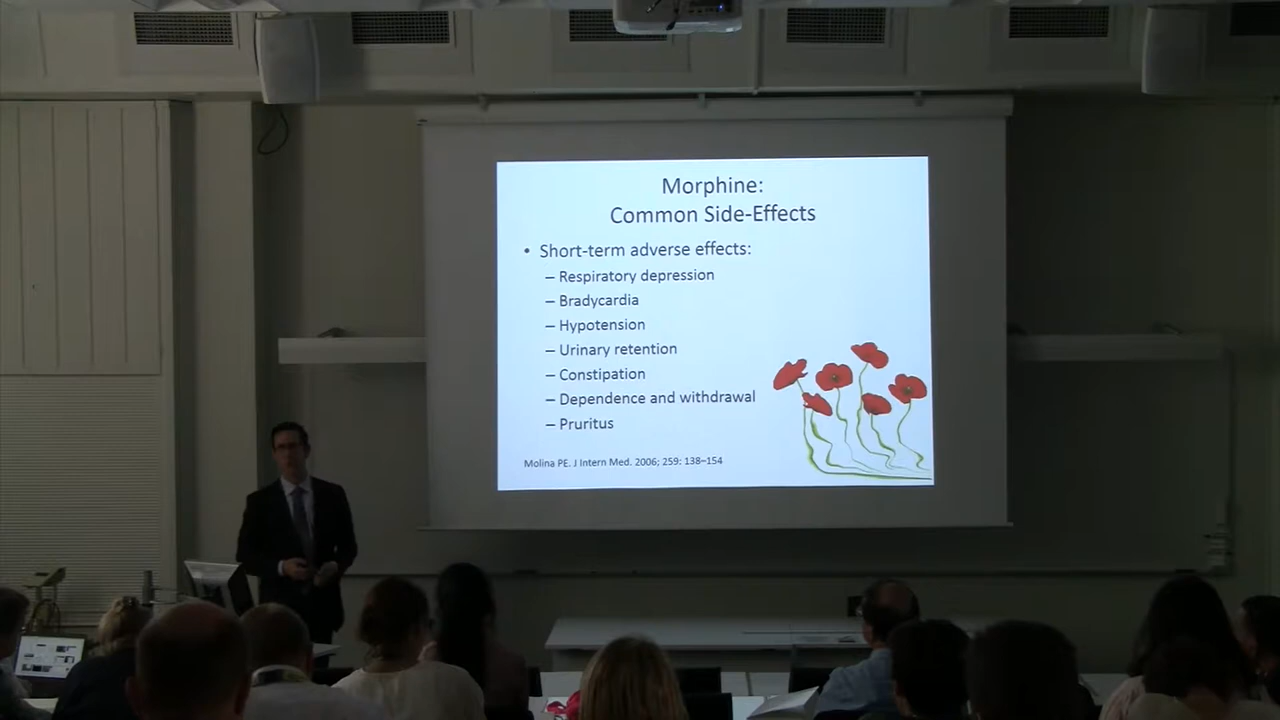 Morphine:
Common Side-Effects
• Short-term adverse effects:
– Respiratory depression
– Bradycardia
– Hypotension
– Urinary retention
– Constipation
– Dependence and withdrawal
– Pruritus
Molina PE. J Intern Med. 2006; 259: 138–154